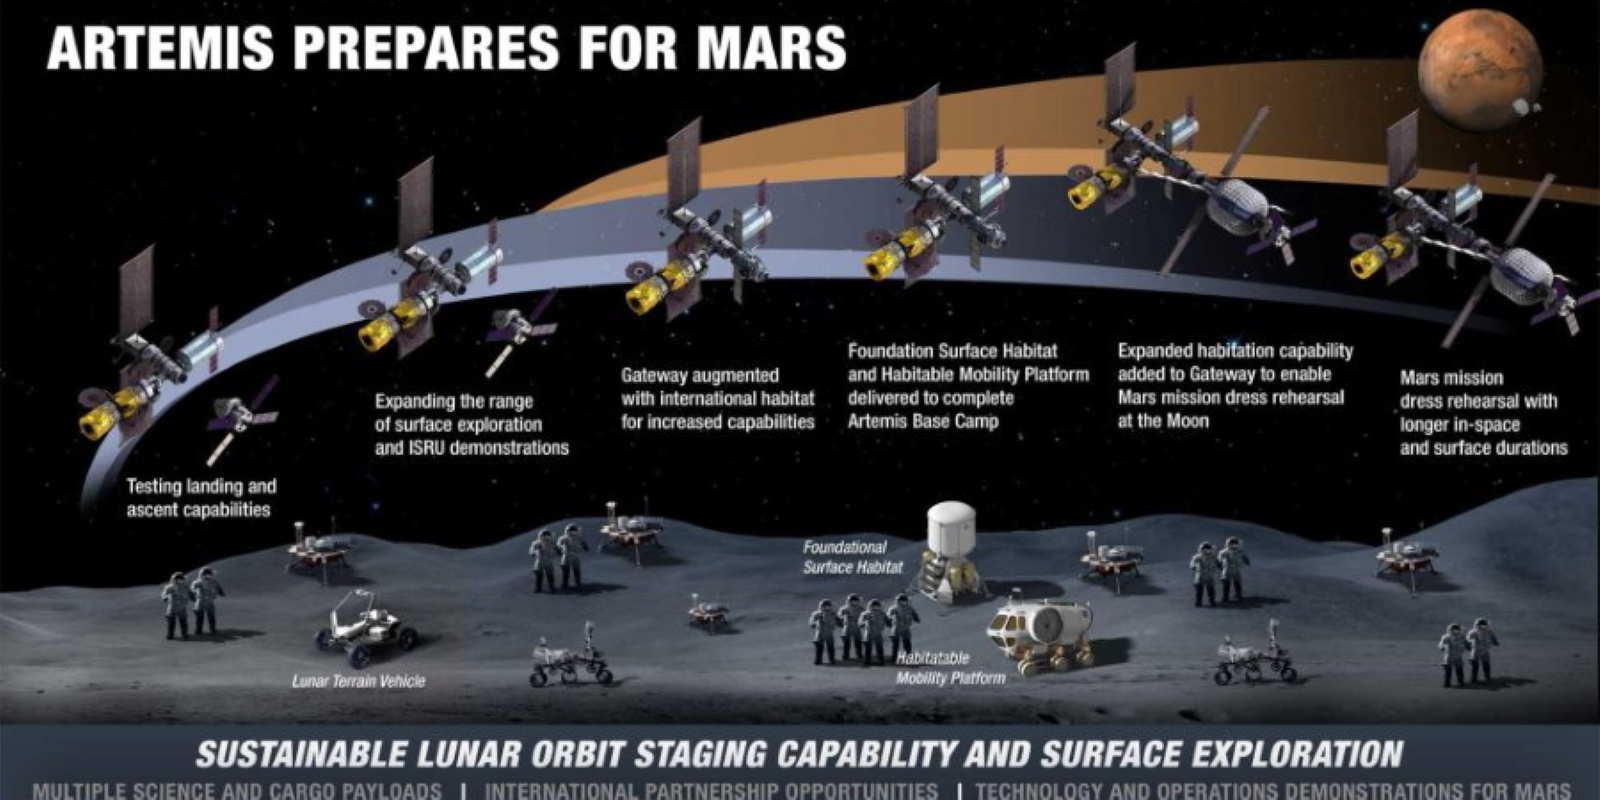 ARTEMIS PREPARES FOR MARS
Testing landing and
ascent capabilities
Expanding the range
of surface exploration
and ISRU demonstrations
Gateway augmented
with international habitat
for increased capabilities
Foundation Surface Habitat
and Habitable Mobility Platform
delivered to complete
Artemis Base Camp
Expanded habitation capability
added to Gateway to enable
Mars mission dress rehearsal
at the Moon
Mars mission
dress rehearsal with
longer in-space
and surface durations
Lunar Terrain Vehicle
Foundational
Surface Habitat
Habitatable
Mobility Platform
SUSTAINABLE LUNAR ORBIT STAGING CAPABILITY AND SURFACE EXPLORATION
MULTIPLE SCIENCE AND CARGO PAYLOADS | INTERNATIONAL PARTNERSHIP OPPORTUNITIES | TECHNOLOGY AND OPERATIONS DEMONSTRATIONS FOR MARS